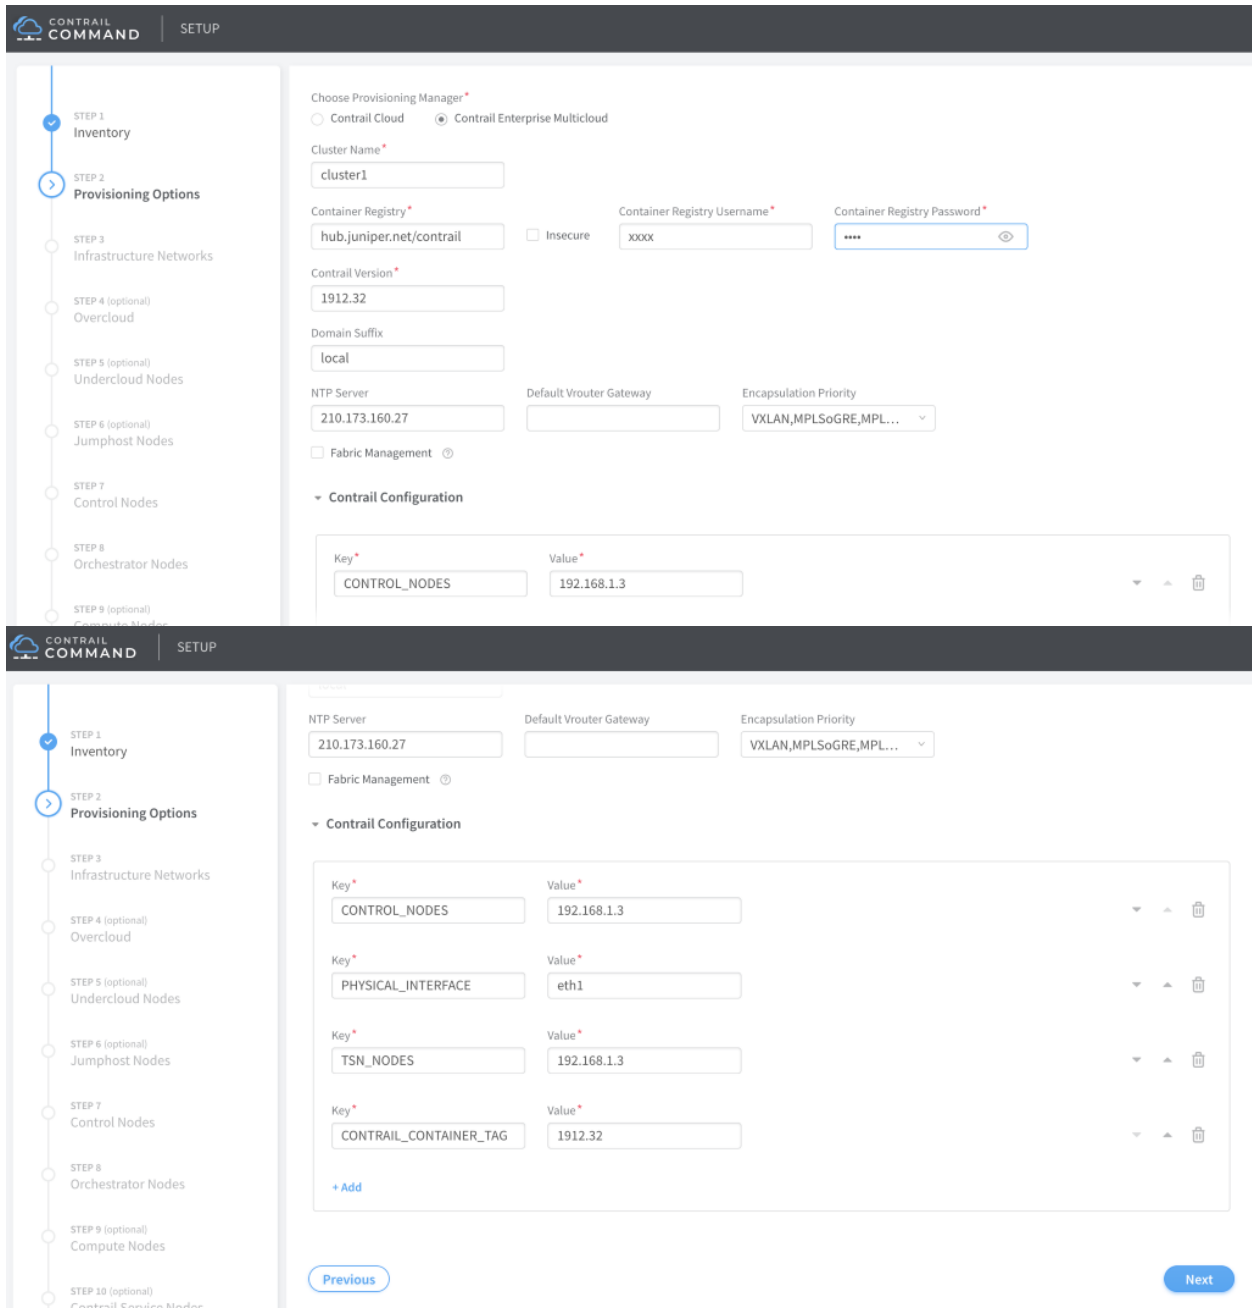 CONTRAIL
COMMAND
SETUP
STEP 1
Inventory
STEP 2
Provisioning Options
STEP 3
Infrastructure Networks
STEP 4 (optional)
Overcloud
STEP 5 (optional)
Undercloud Nodes
STEP 6 (optional)
Jumphost Nodes
STEP 7
Control Nodes
STEP 8
Orchestrator Nodes
STEP 9 (optional)
Compute Nodes
Choose Provisioning Manager*
Contrail Cloud Contrail Enterprise Multicloud
Cluster Name*
cluster1
Container Registry* Container Registry Username* Container Registry Password*
hub.juniper.net/contrail Insecure xxxx ••••
Contrail Version*
1912.32
Domain Suffix
local
NTP Server Default Vrouter Gateway Encapsulation Priority
210.173.160.27 VXLAN,MPLSoGRE,MPL...
Fabric Management
Contrail Configuration
Key* Value*
CONTROL_NODES 192.168.1.3
CONTRAIL
COMMAND
SETUP
STEP 1
Inventory
STEP 2
Provisioning Options
STEP 3
Infrastructure Networks
STEP 4 (optional)
Overcloud
STEP 5 (optional)
Undercloud Nodes
STEP 6 (optional)
Jumphost Nodes
STEP 7
Control Nodes
STEP 8
Orchestrator Nodes
STEP 9 (optional)
Compute Nodes
STEP 10 (optional)
Contrail Service Nodes
NTP Server Default Vrouter Gateway Encapsulation Priority
210.173.160.27 VXLAN,MPLSoGRE,MPL...
Fabric Management
Contrail Configuration
Key* Value*
CONTROL_NODES 192.168.1.3
Key* Value*
PHYSICAL_INTERFACE eth1
Key* Value*
TSN_NODES 192.168.1.3
Key* Value*
CONTRAIL_CONTAINER_TAG 1912.32
+ Add
Previous
Next